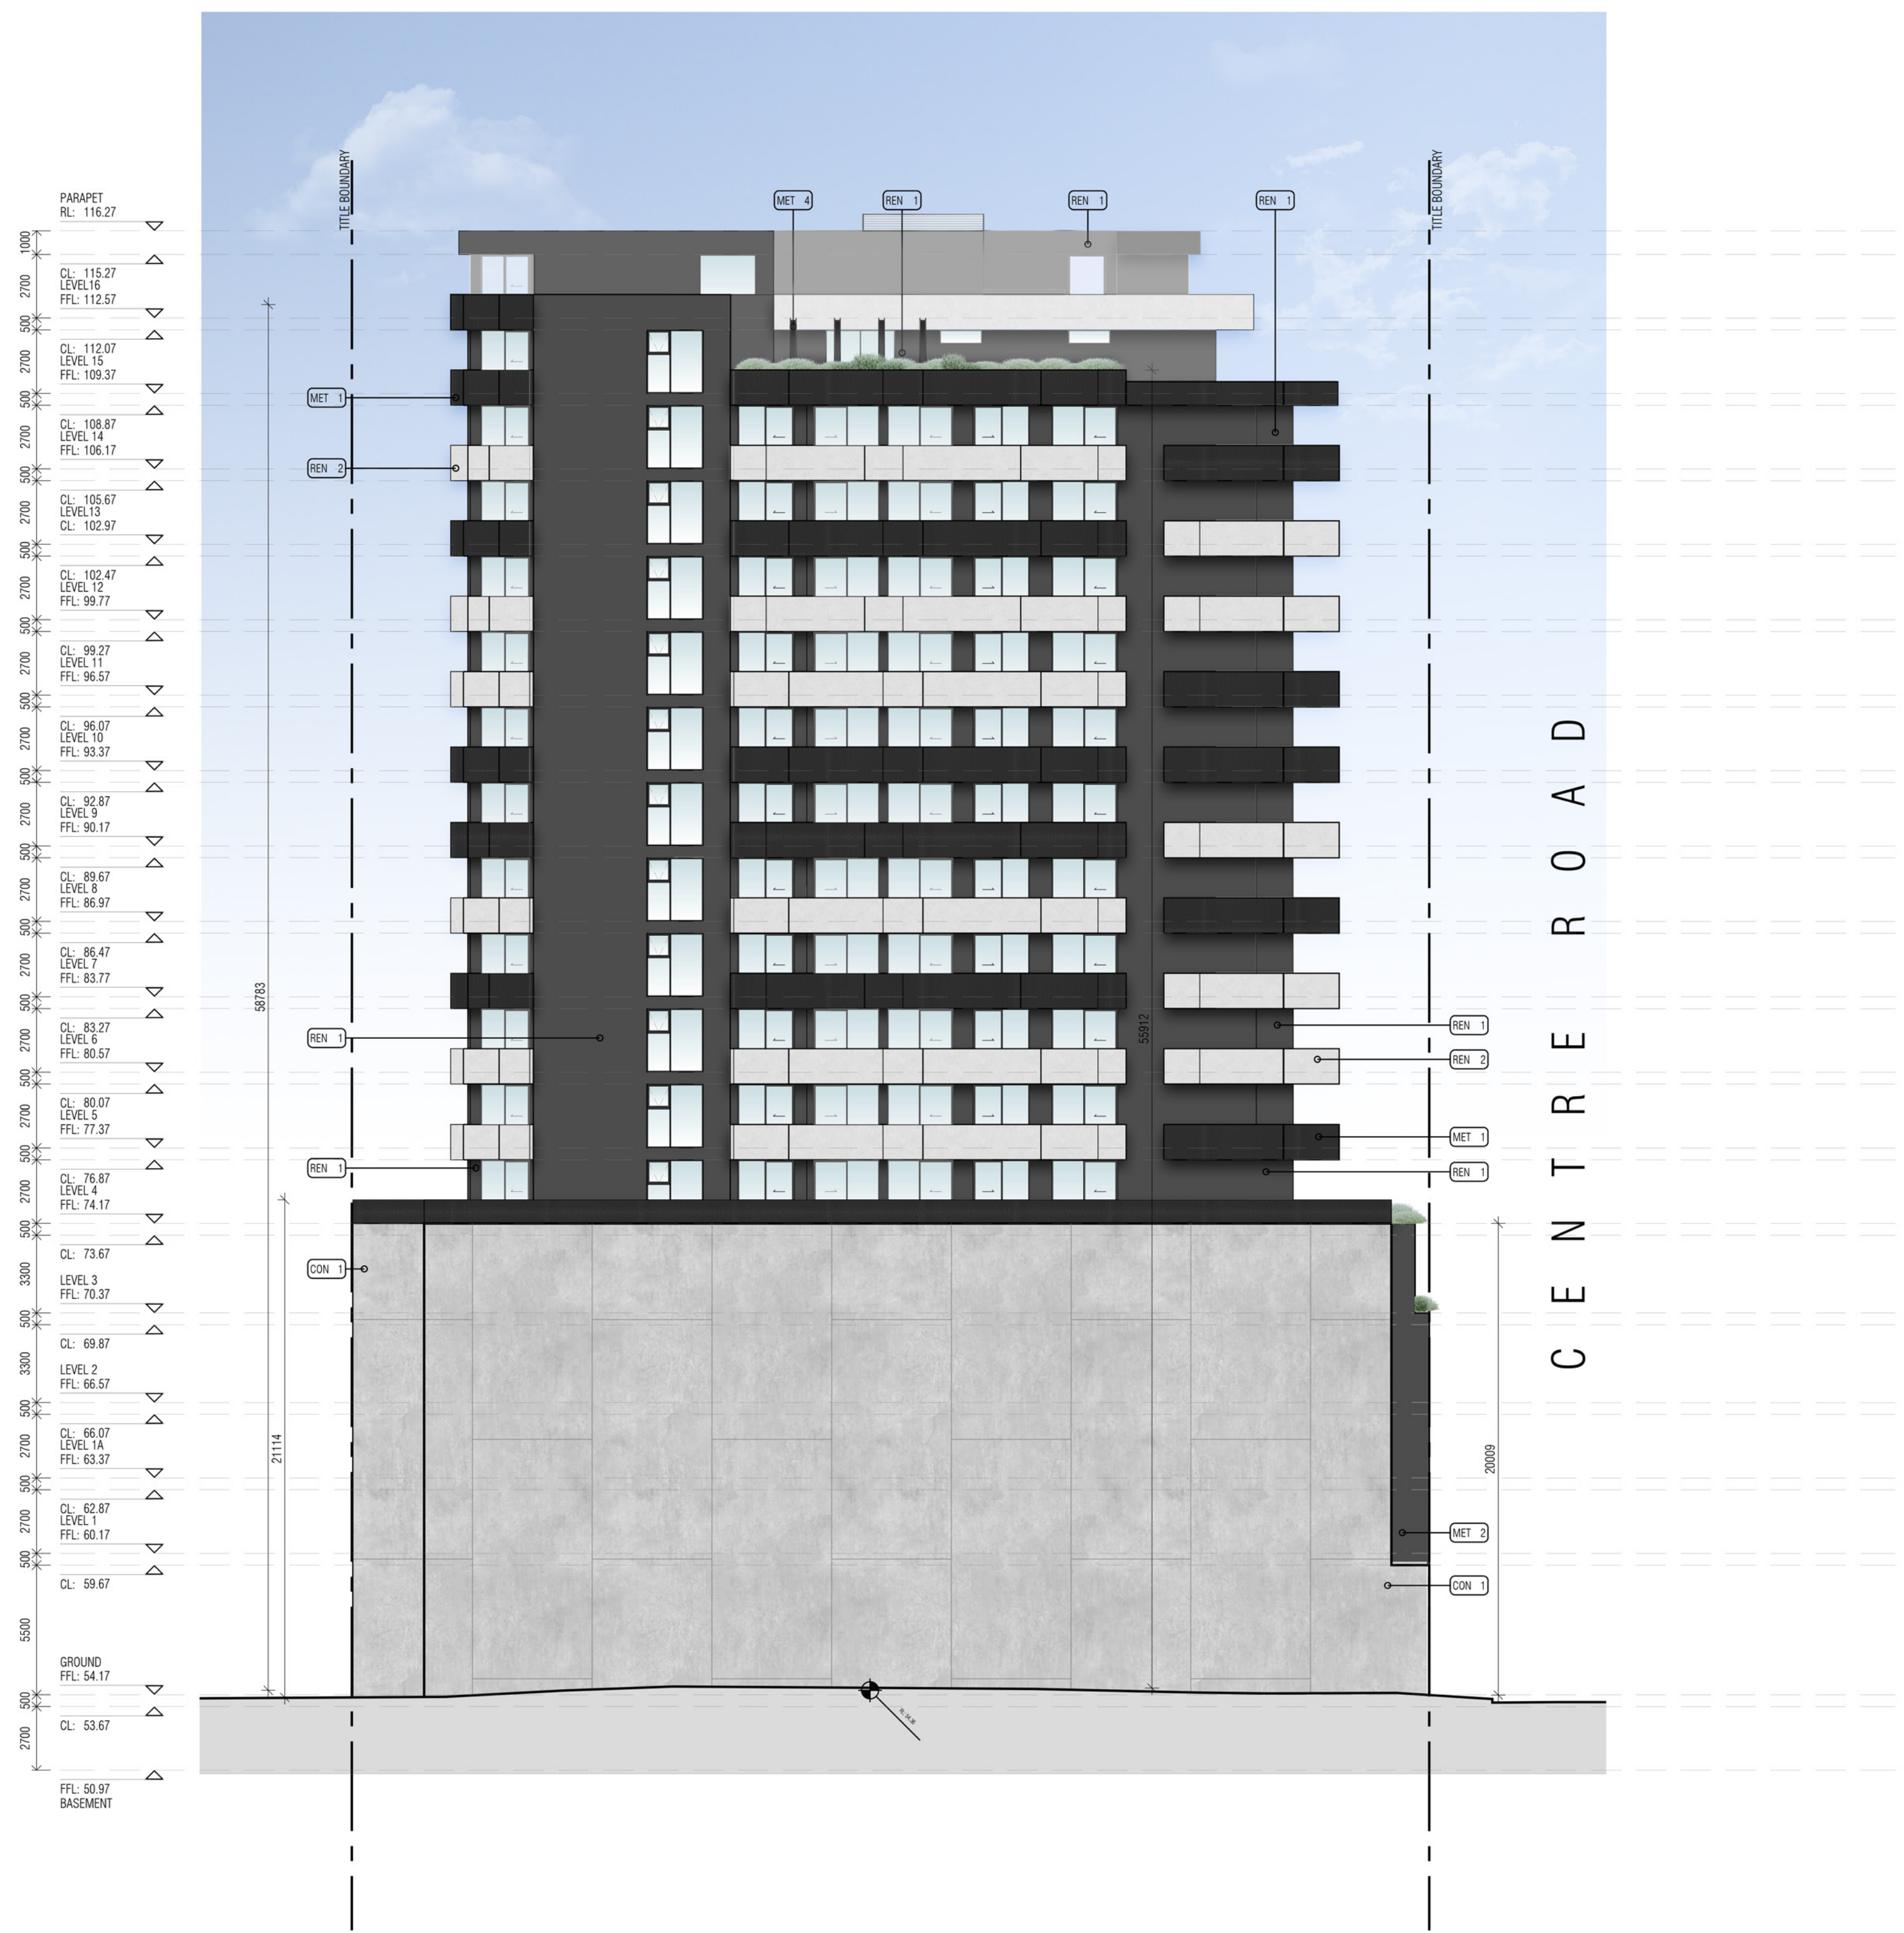 TITLE BOUNDARY
TITLE BOUNDARY
MET 4
REN 1
REN 1
REN 1
PARAPET
RL: 116.27
1000
CL: 115.27
2700
LEVEL16
FFL: 112.57
500
CL: 112.07
2700
LEVEL 15
FFL: 109.37
500
MET 1
CL: 108.87
2700
LEVEL 14
FFL: 106.17
500
REN 2
CL: 105.67
2700
LEVEL13
CL: 102.97
500
CL: 102.47
2700
LEVEL 12
FFL: 99.77
500
CL: 99.27
2700
LEVEL 11
FFL: 96.57
500
CL: 96.07
2700
LEVEL 10
FFL: 93.37
500
CL: 92.87
2700
LEVEL 9
FFL: 90.17
500
CL: 89.67
2700
LEVEL 8
FFL: 86.97
500
CL: 86.47
2700
LEVEL 7
FFL: 83.77
500
58783
55912
CL: 83.27
2700
LEVEL 6
FFL: 80.57
500
REN 1
REN 1
REN 2
CL: 80.07
2700
LEVEL 5
FFL: 77.37
500
MET 1
REN 1
REN 1
CL: 76.87
2700
LEVEL 4
FFL: 74.17
500
CL: 73.67
3300
LEVEL 3
FFL: 70.37
500
CON 1
CENTRE ROAD
CL: 69.87
3300
LEVEL 2
FFL: 66.57
500
CL: 66.07
2700
LEVEL 1A
FFL: 63.37
500
21114
20009
CL: 62.87
2700
LEVEL 1
FFL: 60.17
500
MET 2
CL: 59.67
CON 1
5500
GROUND
FFL: 54.17
500
CL: 53.67
2700
FFL: 50.97
BASEMENT